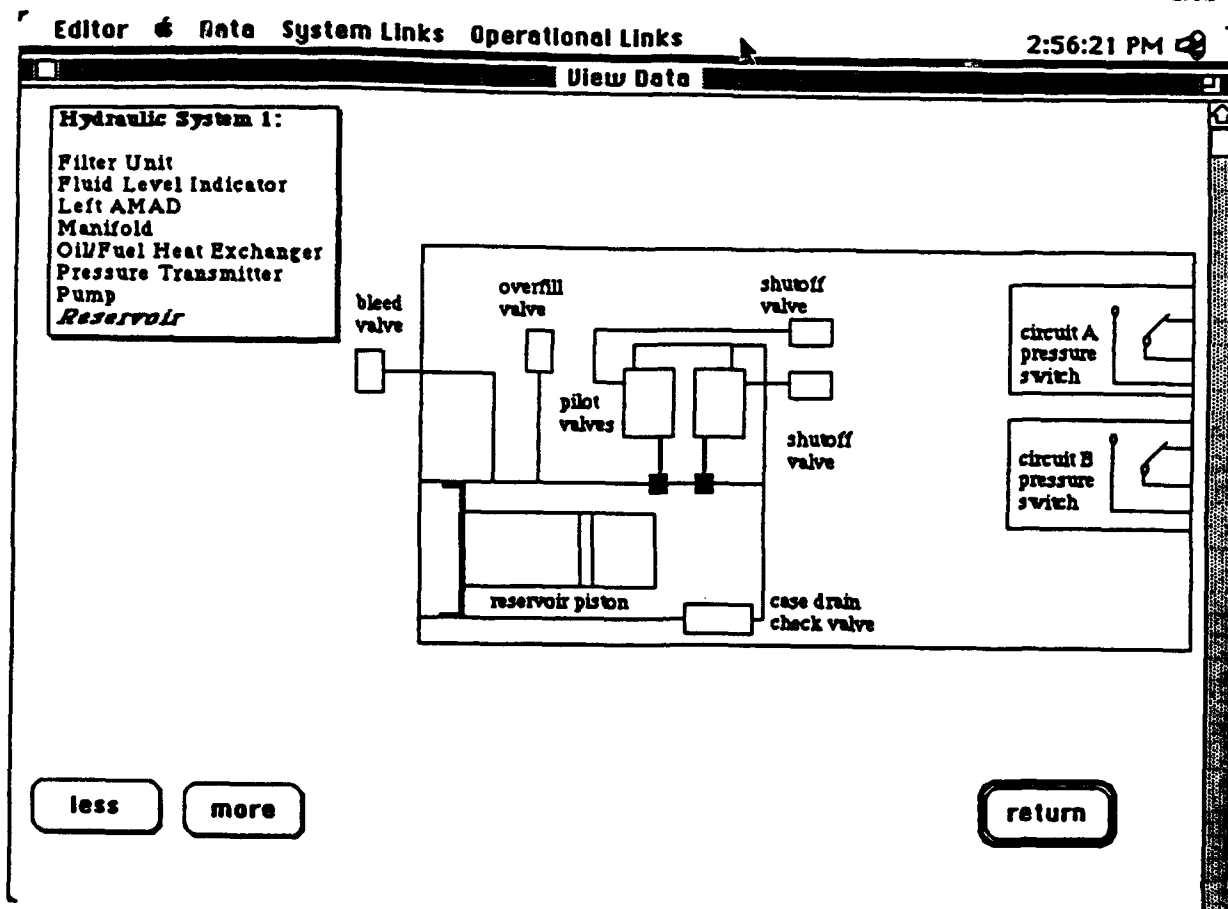 Editor Data System Links Operational Links
2:56:21 PM
View Data
Hydraulic System 1:
Filter Unit
Fluid Level Indicator
Left AMAD
Manifold
Oil/Fuel Heat Exchanger
Pressure Transmitter
Pump
Reservoir
bleed
valve
overfill
valve
shutoff
valve
pilot
valves
shutoff
valve
circuit A
pressure
switch
circuit B
pressure
switch
reservoir piston
case drain
check valve
less
more
return